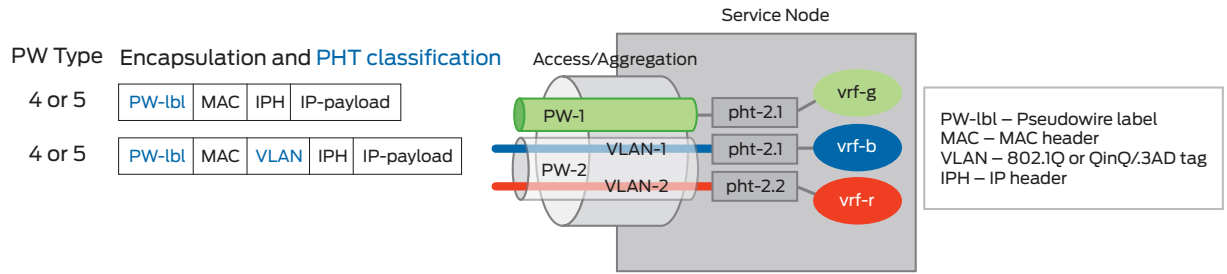 Service Node
PW Type Encapsulation and PHT classification
Access/Aggregation
4 or 5 PW-lbl MAC IPH IP-payload
PW-1 pht-2.1 vrf-g
4 or 5 PW-lbl MAC VLAN IPH IP-payload
VLAN-1 pht-2.1 vrf-b
PW-2
VLAN-2 pht-2.2 vrf-r
PW-lbl – Pseudowire label
MAC – MAC header
VLAN – 802.1Q or QinQ/.3AD tag
IPH – IP header